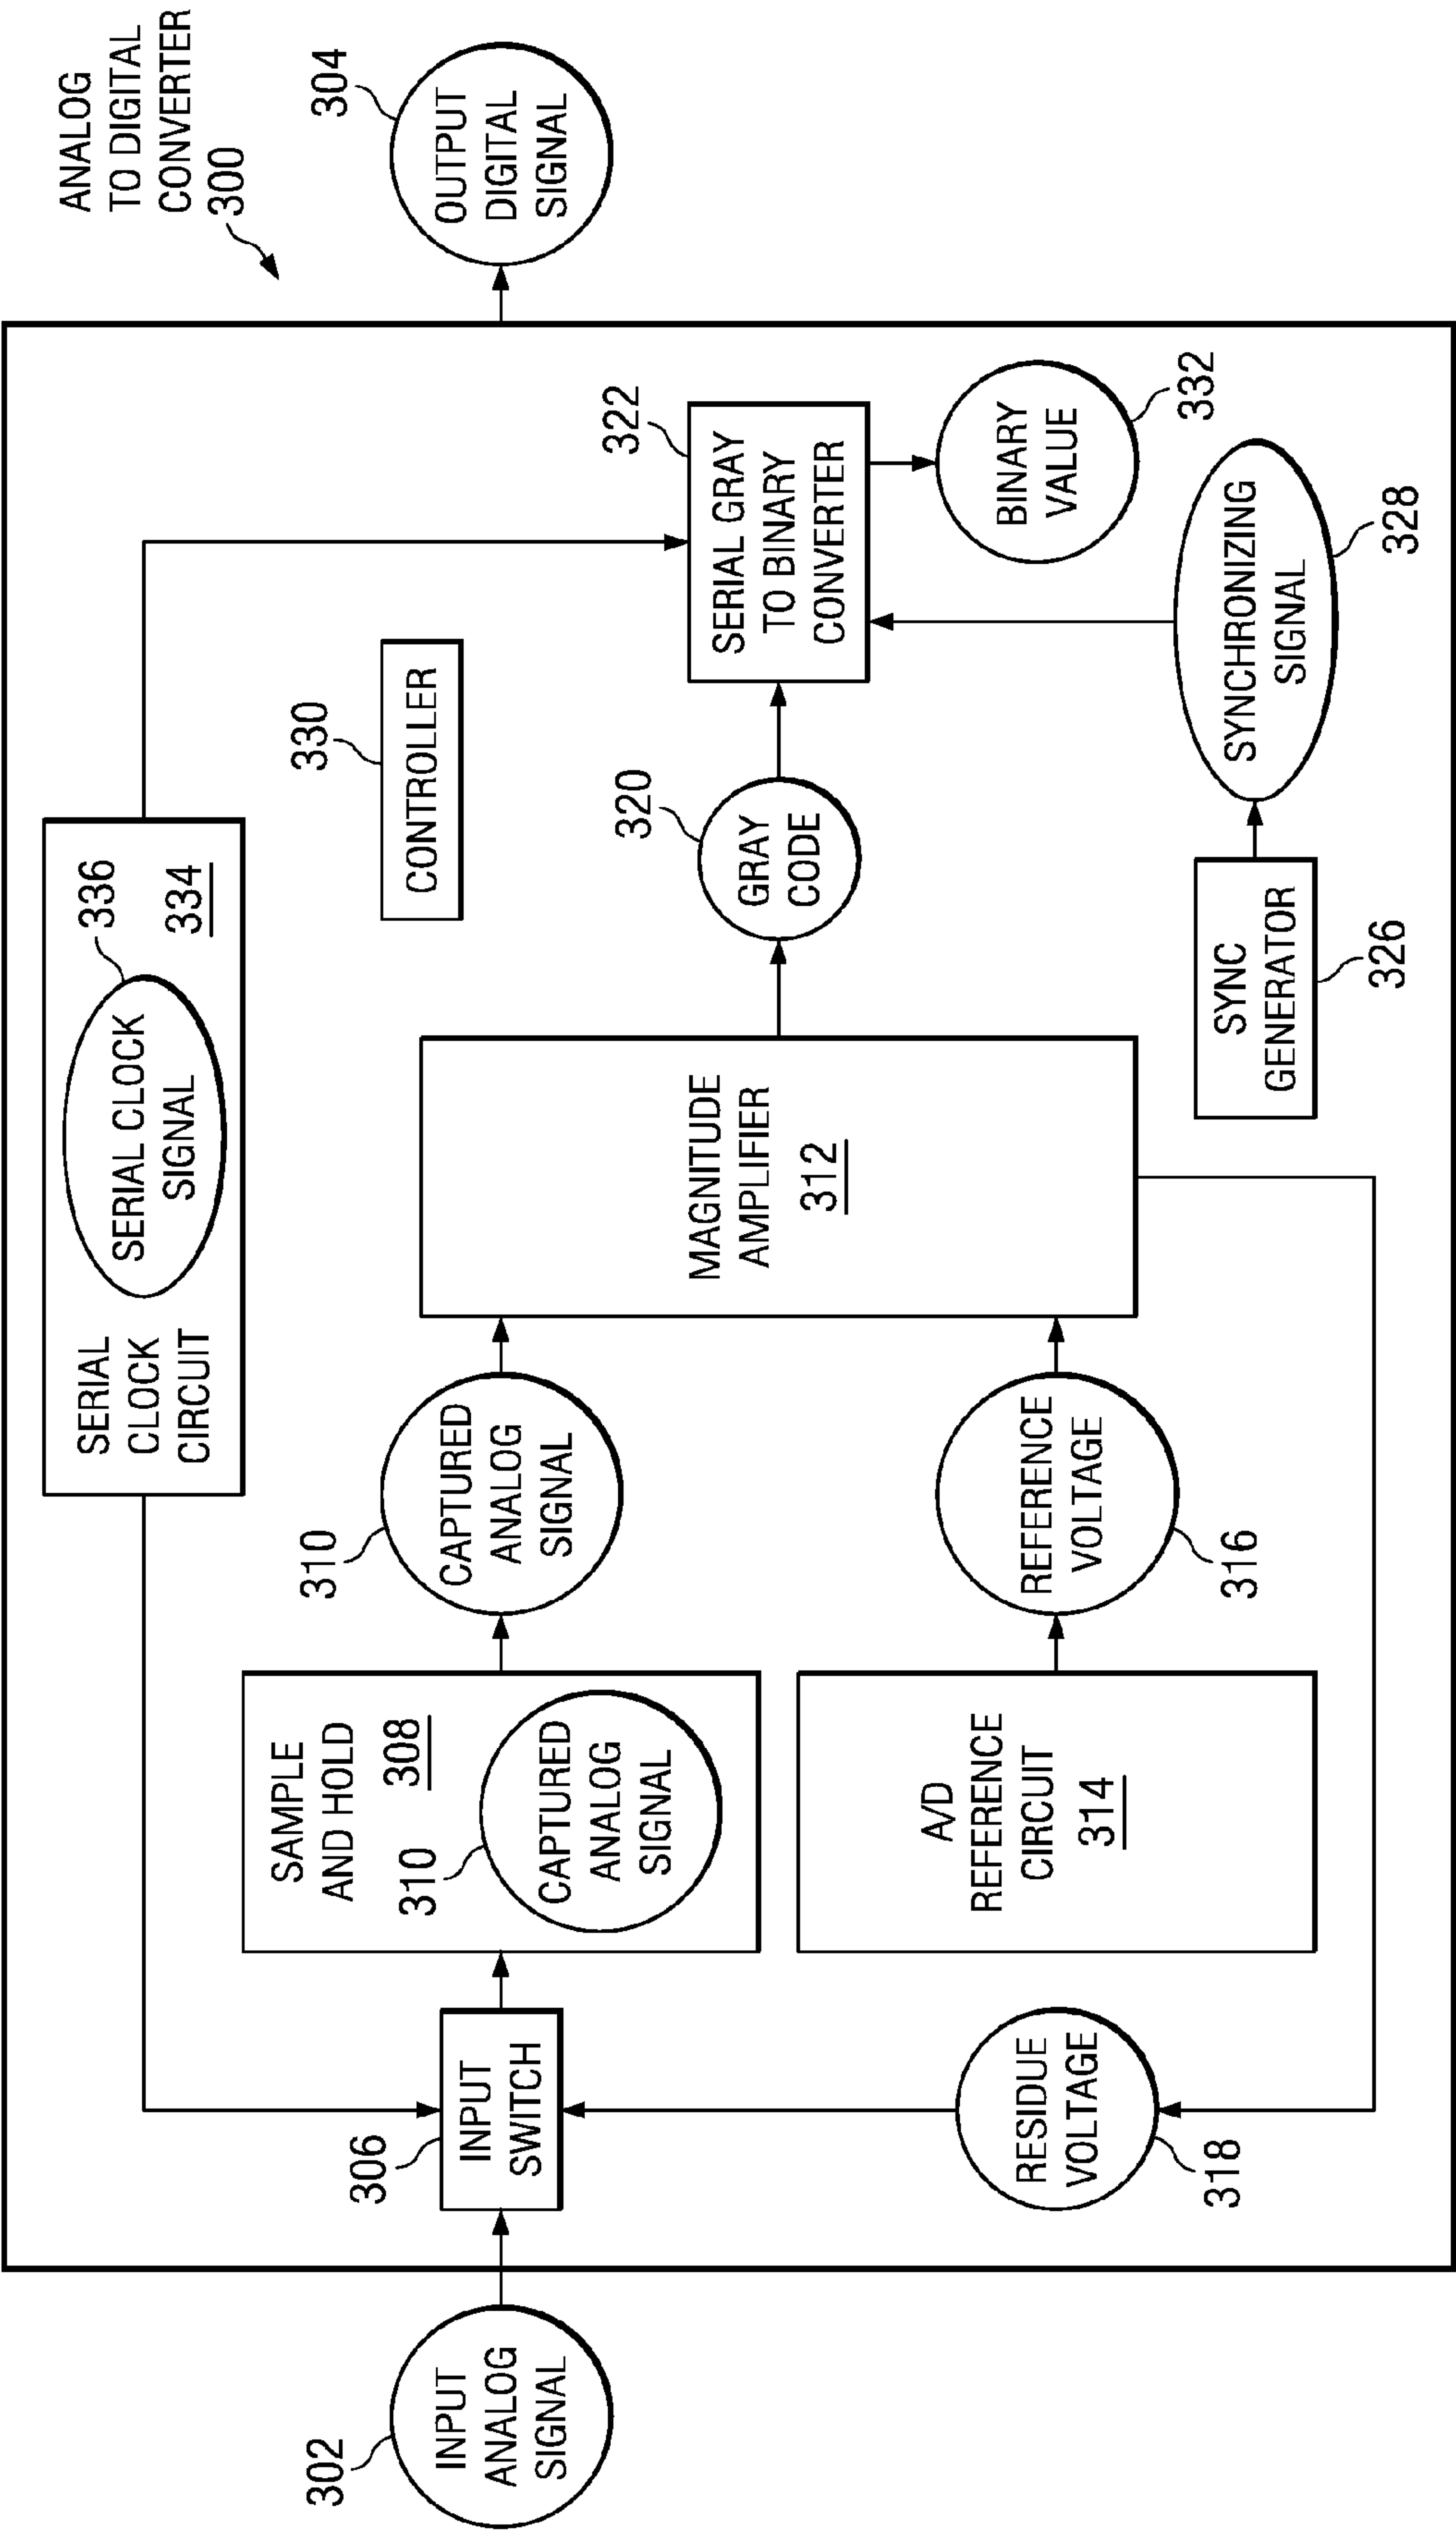 ANALOG
TO DIGITAL
CONVERTER
300
304
OUTPUT
DIGITAL
SIGNAL
SERIAL
CLOCK
CIRCUIT
SERIAL CLOCK
SIGNAL
336
334
330
CONTROLLER
302
INPUT
ANALOG
SIGNAL
306
INPUT
SWITCH
SAMPLE
AND HOLD
308
310
CAPTURED
ANALOG
SIGNAL
310
CAPTURED
ANALOG
SIGNAL
MAGNITUDE
AMPLIFIER
312
320
GRAY
CODE
322
SERIAL GRAY
TO BINARY
CONVERTER
BINARY
VALUE
332
RESIDUE
VOLTAGE
318
A/D
REFERENCE
CIRCUIT
314
REFERENCE
VOLTAGE
316
SYNC
GENERATOR
326
SYNCHRONIZING
SIGNAL
328